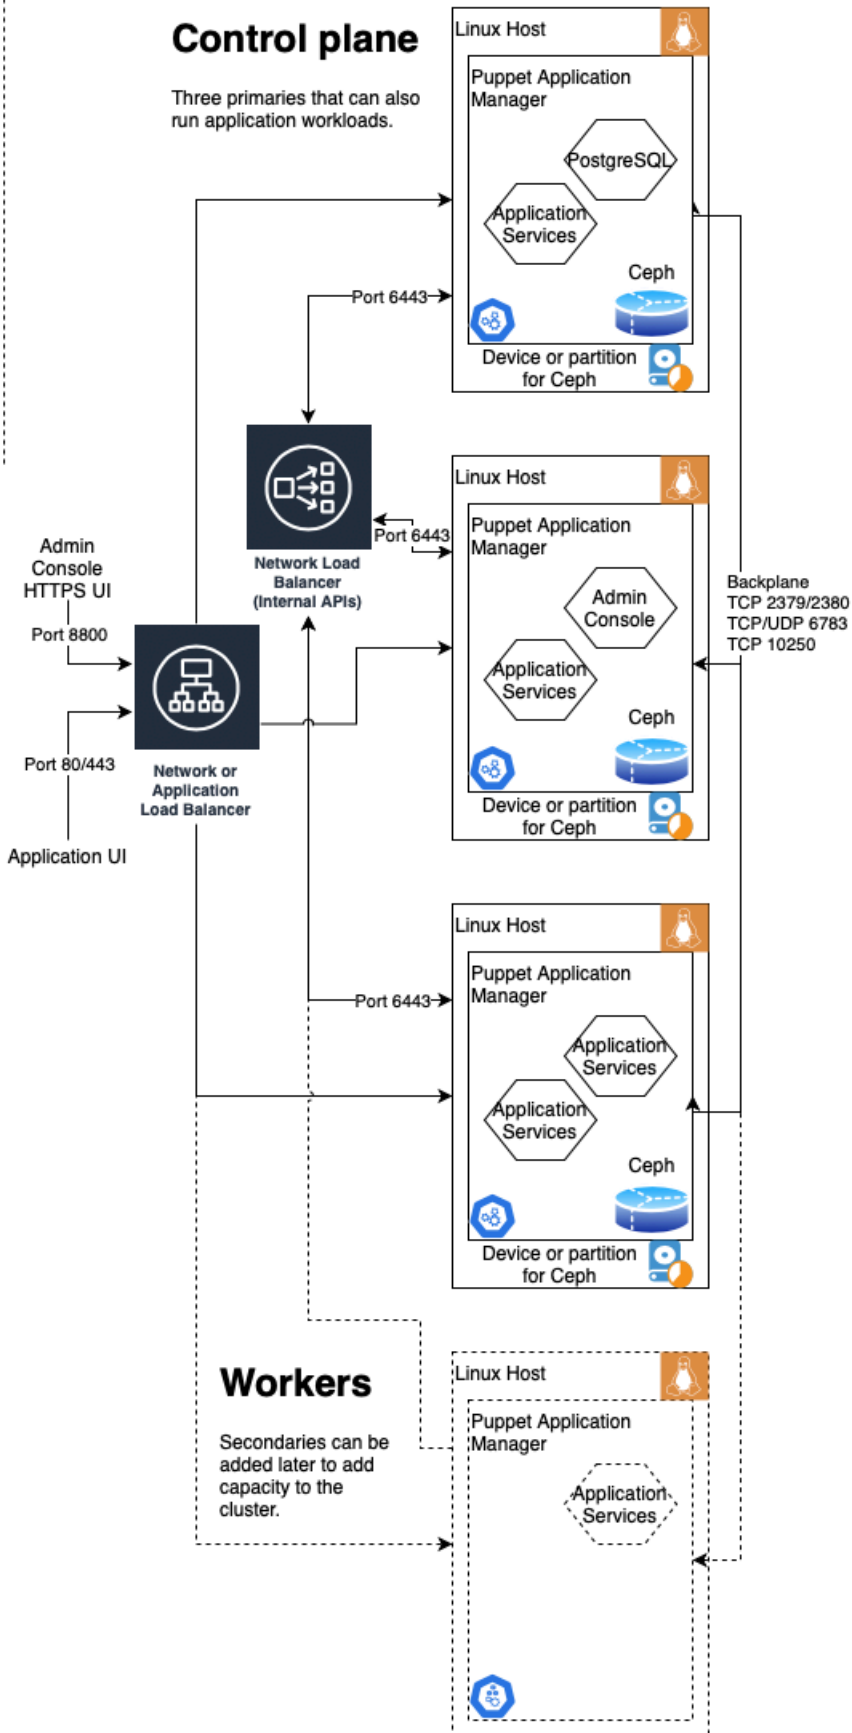 Control plane
Three primaries that can also
run application workloads.
Linux Host
Puppet Application
Manager
PostgreSQL
Application
Services
Ceph
Port 6443
Device or partition
for Ceph
Network Load
Balancer
(Internal APIs)
Port 6443
Linux Host
Puppet Application
Manager
Admin
Console
Application
Services
Ceph
Device or partition
for Ceph
Admin
Console
HTTPS UI
Port 8800
Port 80/443
Application UI
Network or
Application
Load Balancer
Backplane
TCP 2379/2380
TCP/UDP 6783
TCP 10250
Linux Host
Puppet Application
Manager
Port 6443
Application
Services
Application
Services
Ceph
Device or partition
for Ceph
Workers
Secondaries can be
added later to add
capacity to the
cluster.
Linux Host
Puppet Application
Manager
Application
Services